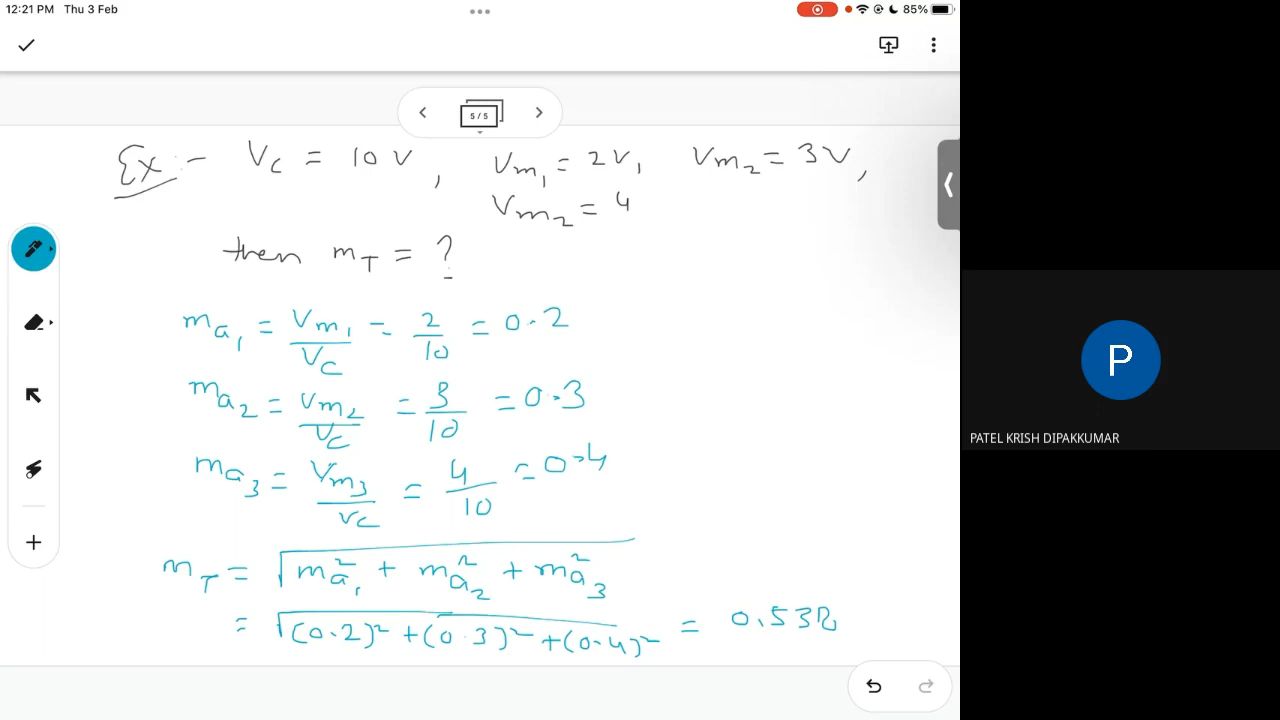 12:21 PM Thu 3 Feb
85%
5 / 5
Ex :- Vc = 10 V, Vm₁ = 2V, Vm₂ = 3V,
Vm₂ = 4
then mT = ?
ma₁ = Vm₁/Vc = 2/10 = 0.2
ma₂ = Vm₂/Vc = 3/10 = 0.3
ma₃ = Vm₃/Vc = 4/10 = 0.4
mT = √(ma₁² + ma₂² + ma₃²)
= √((0.2)² + (0.3)² + (0.4)²) = 0.538
P
PATEL KRISH DIPAKKUMAR